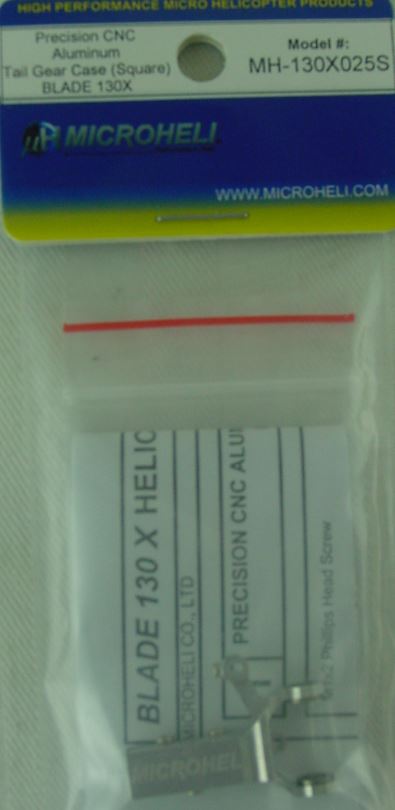 HIGH PERFORMANCE MICRO HELICOPTER PRODUCTS
Precision CNC
Aluminum
Tail Gear Case (Square)
BLADE 130X
Model #:
MH-130X025S
MICROHELI
WWW.MICROHELI.COM
BLADE 130 X HELIC
MICROHELI CO., LTD
PRECISION CNC ALU
Phillips Head Screw
MICROHELI